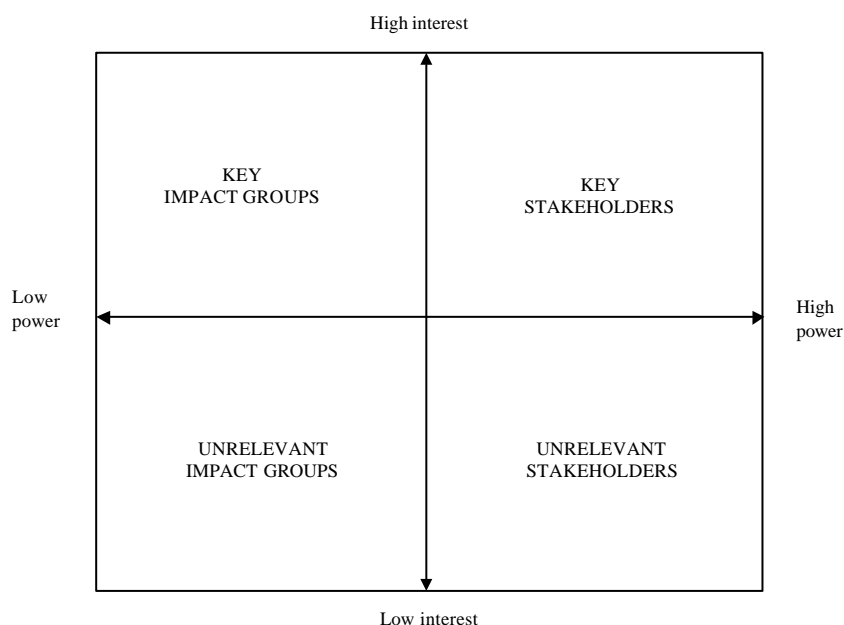 High interest
KEY
IMPACT GROUPS
KEY
STAKEHOLDERS
Low
power
High
power
UNRELEVANT
IMPACT GROUPS
UNRELEVANT
STAKEHOLDERS
Low interest